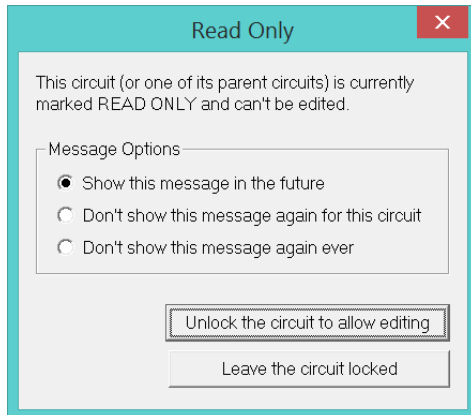 Read Only
This circuit (or one of its parent circuits) is currently
marked READ ONLY and can't be edited.
Message Options
Show this message in the future
Don't show this message again for this circuit
Don't show this message again ever
Unlock the circuit to allow editing
Leave the circuit locked